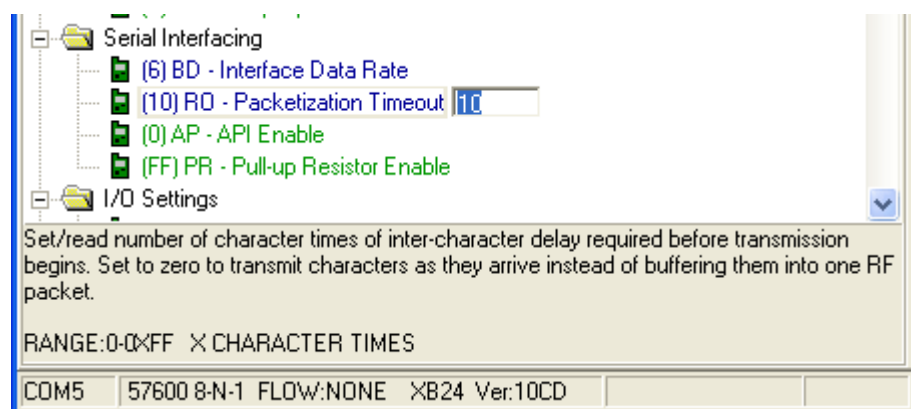 Serial Interfacing
(6) BD - Interface Data Rate
(10) RO - Packetization Timeout 10
(0) AP - API Enable
(FF) PR - Pull-up Resistor Enable
I/O Settings
Set/read number of character times of inter-character delay required before transmission
begins. Set to zero to transmit characters as they arrive instead of buffering them into one RF
packet.
RANGE:0-0XFF X CHARACTER TIMES
COM5 57600 8-N-1 FLOW:NONE XB24 Ver:10CD